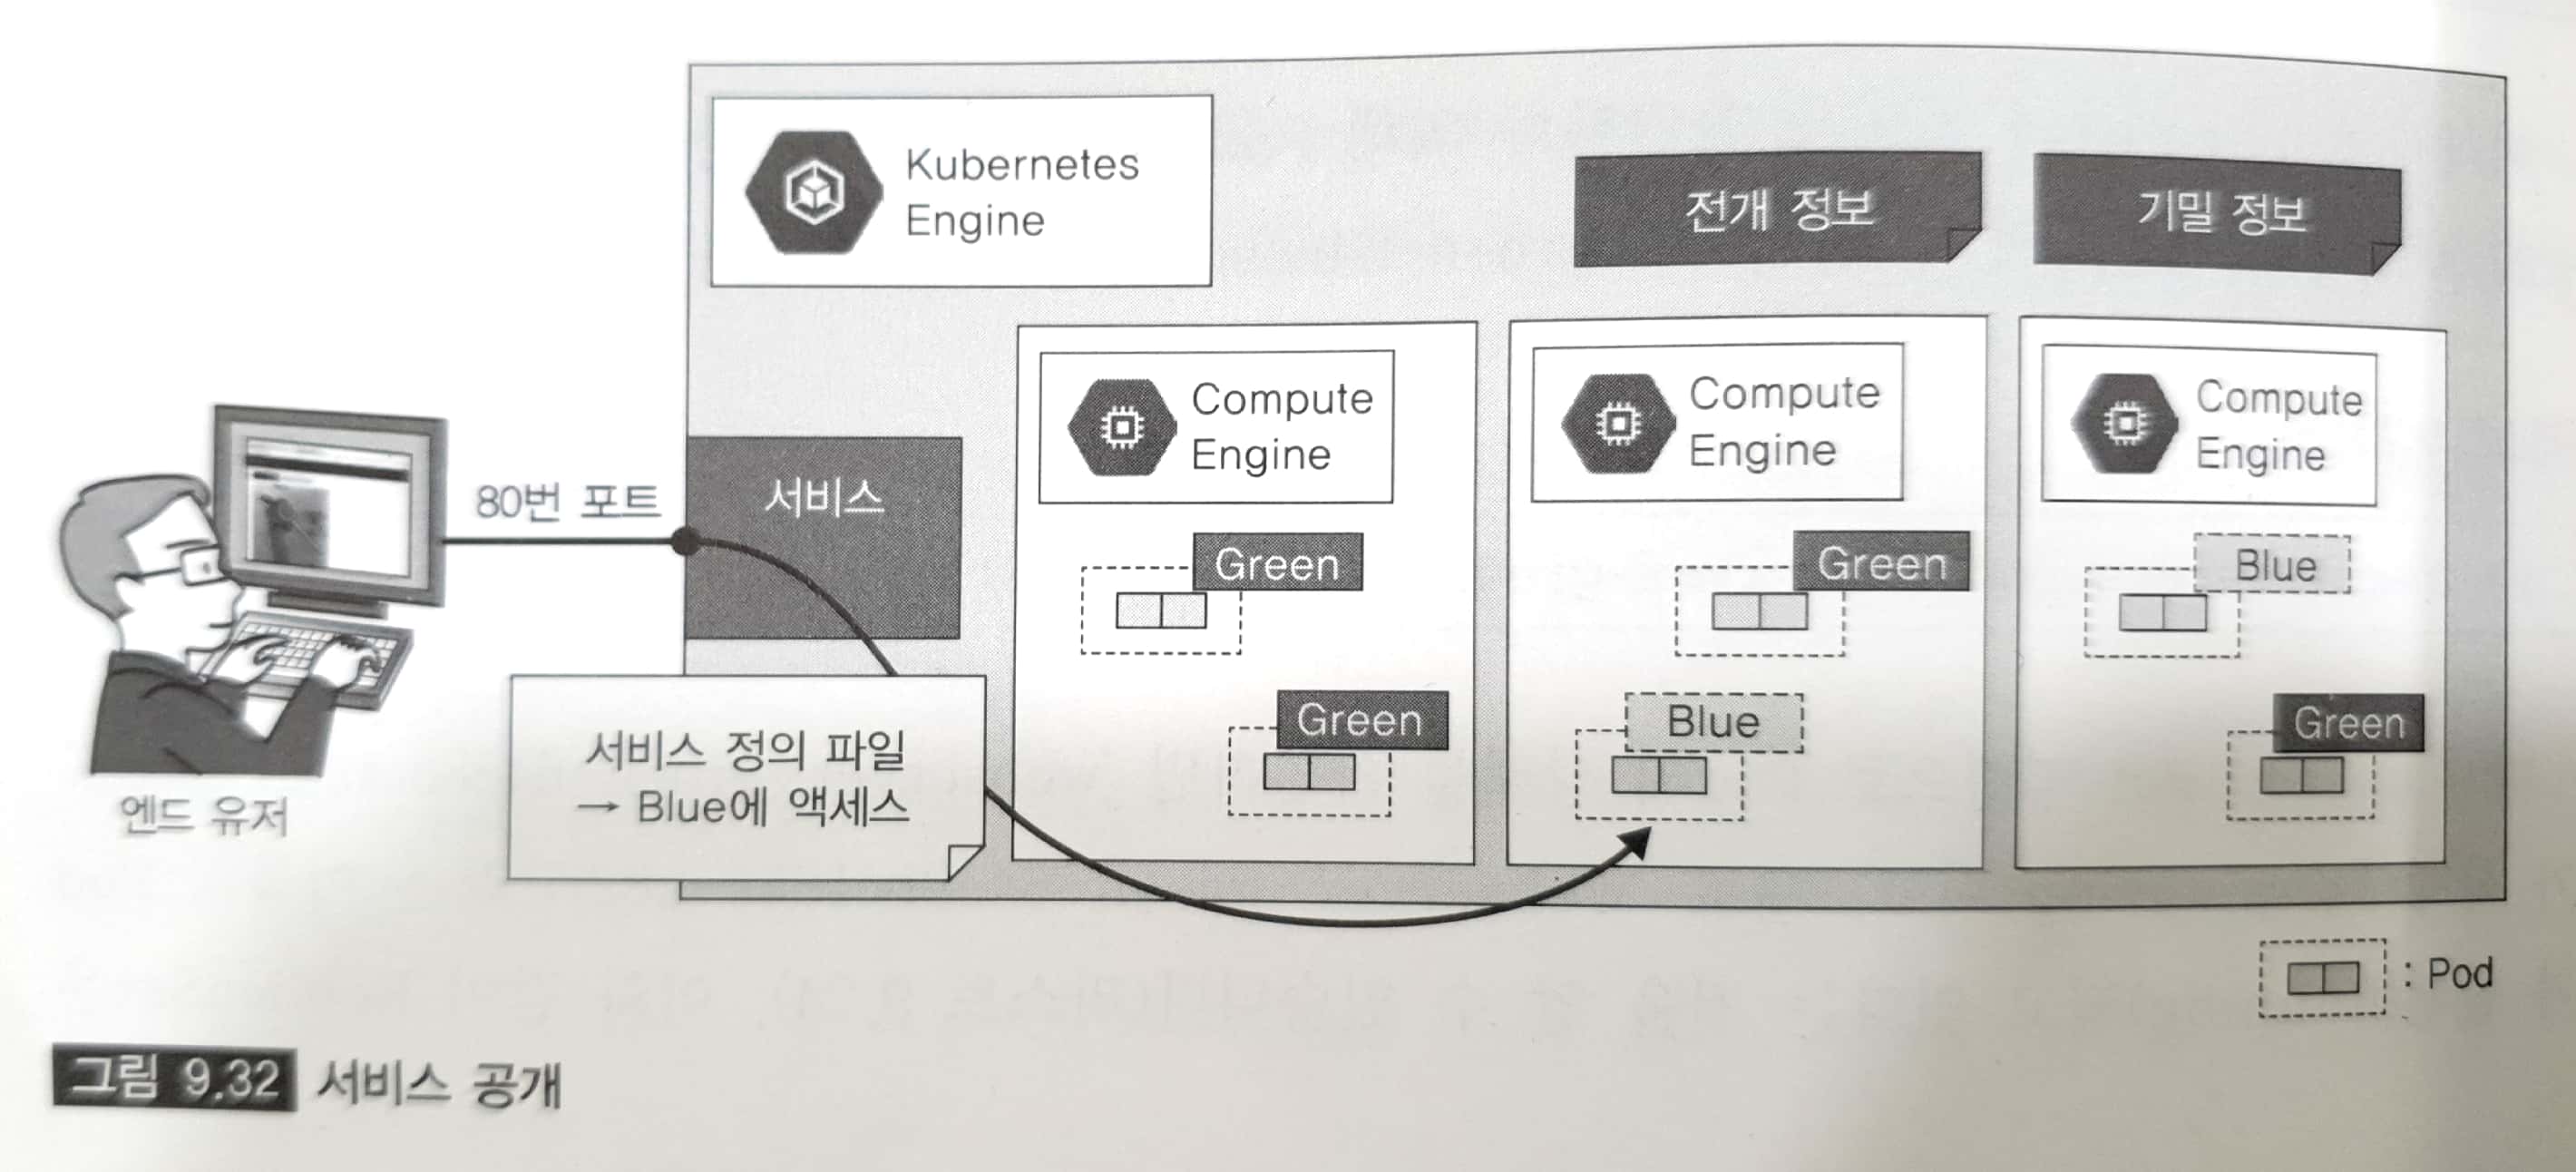 Kubernetes
Engine
전개 정보
기밀 정보
Compute
Engine
Compute
Engine
Compute
Engine
80번 포트
서비스
Green
Green
Blue
Green
Blue
Green
서비스 정의 파일
→ Blue에 액세스
엔드 유저
: Pod
그림 9.32 서비스 공개